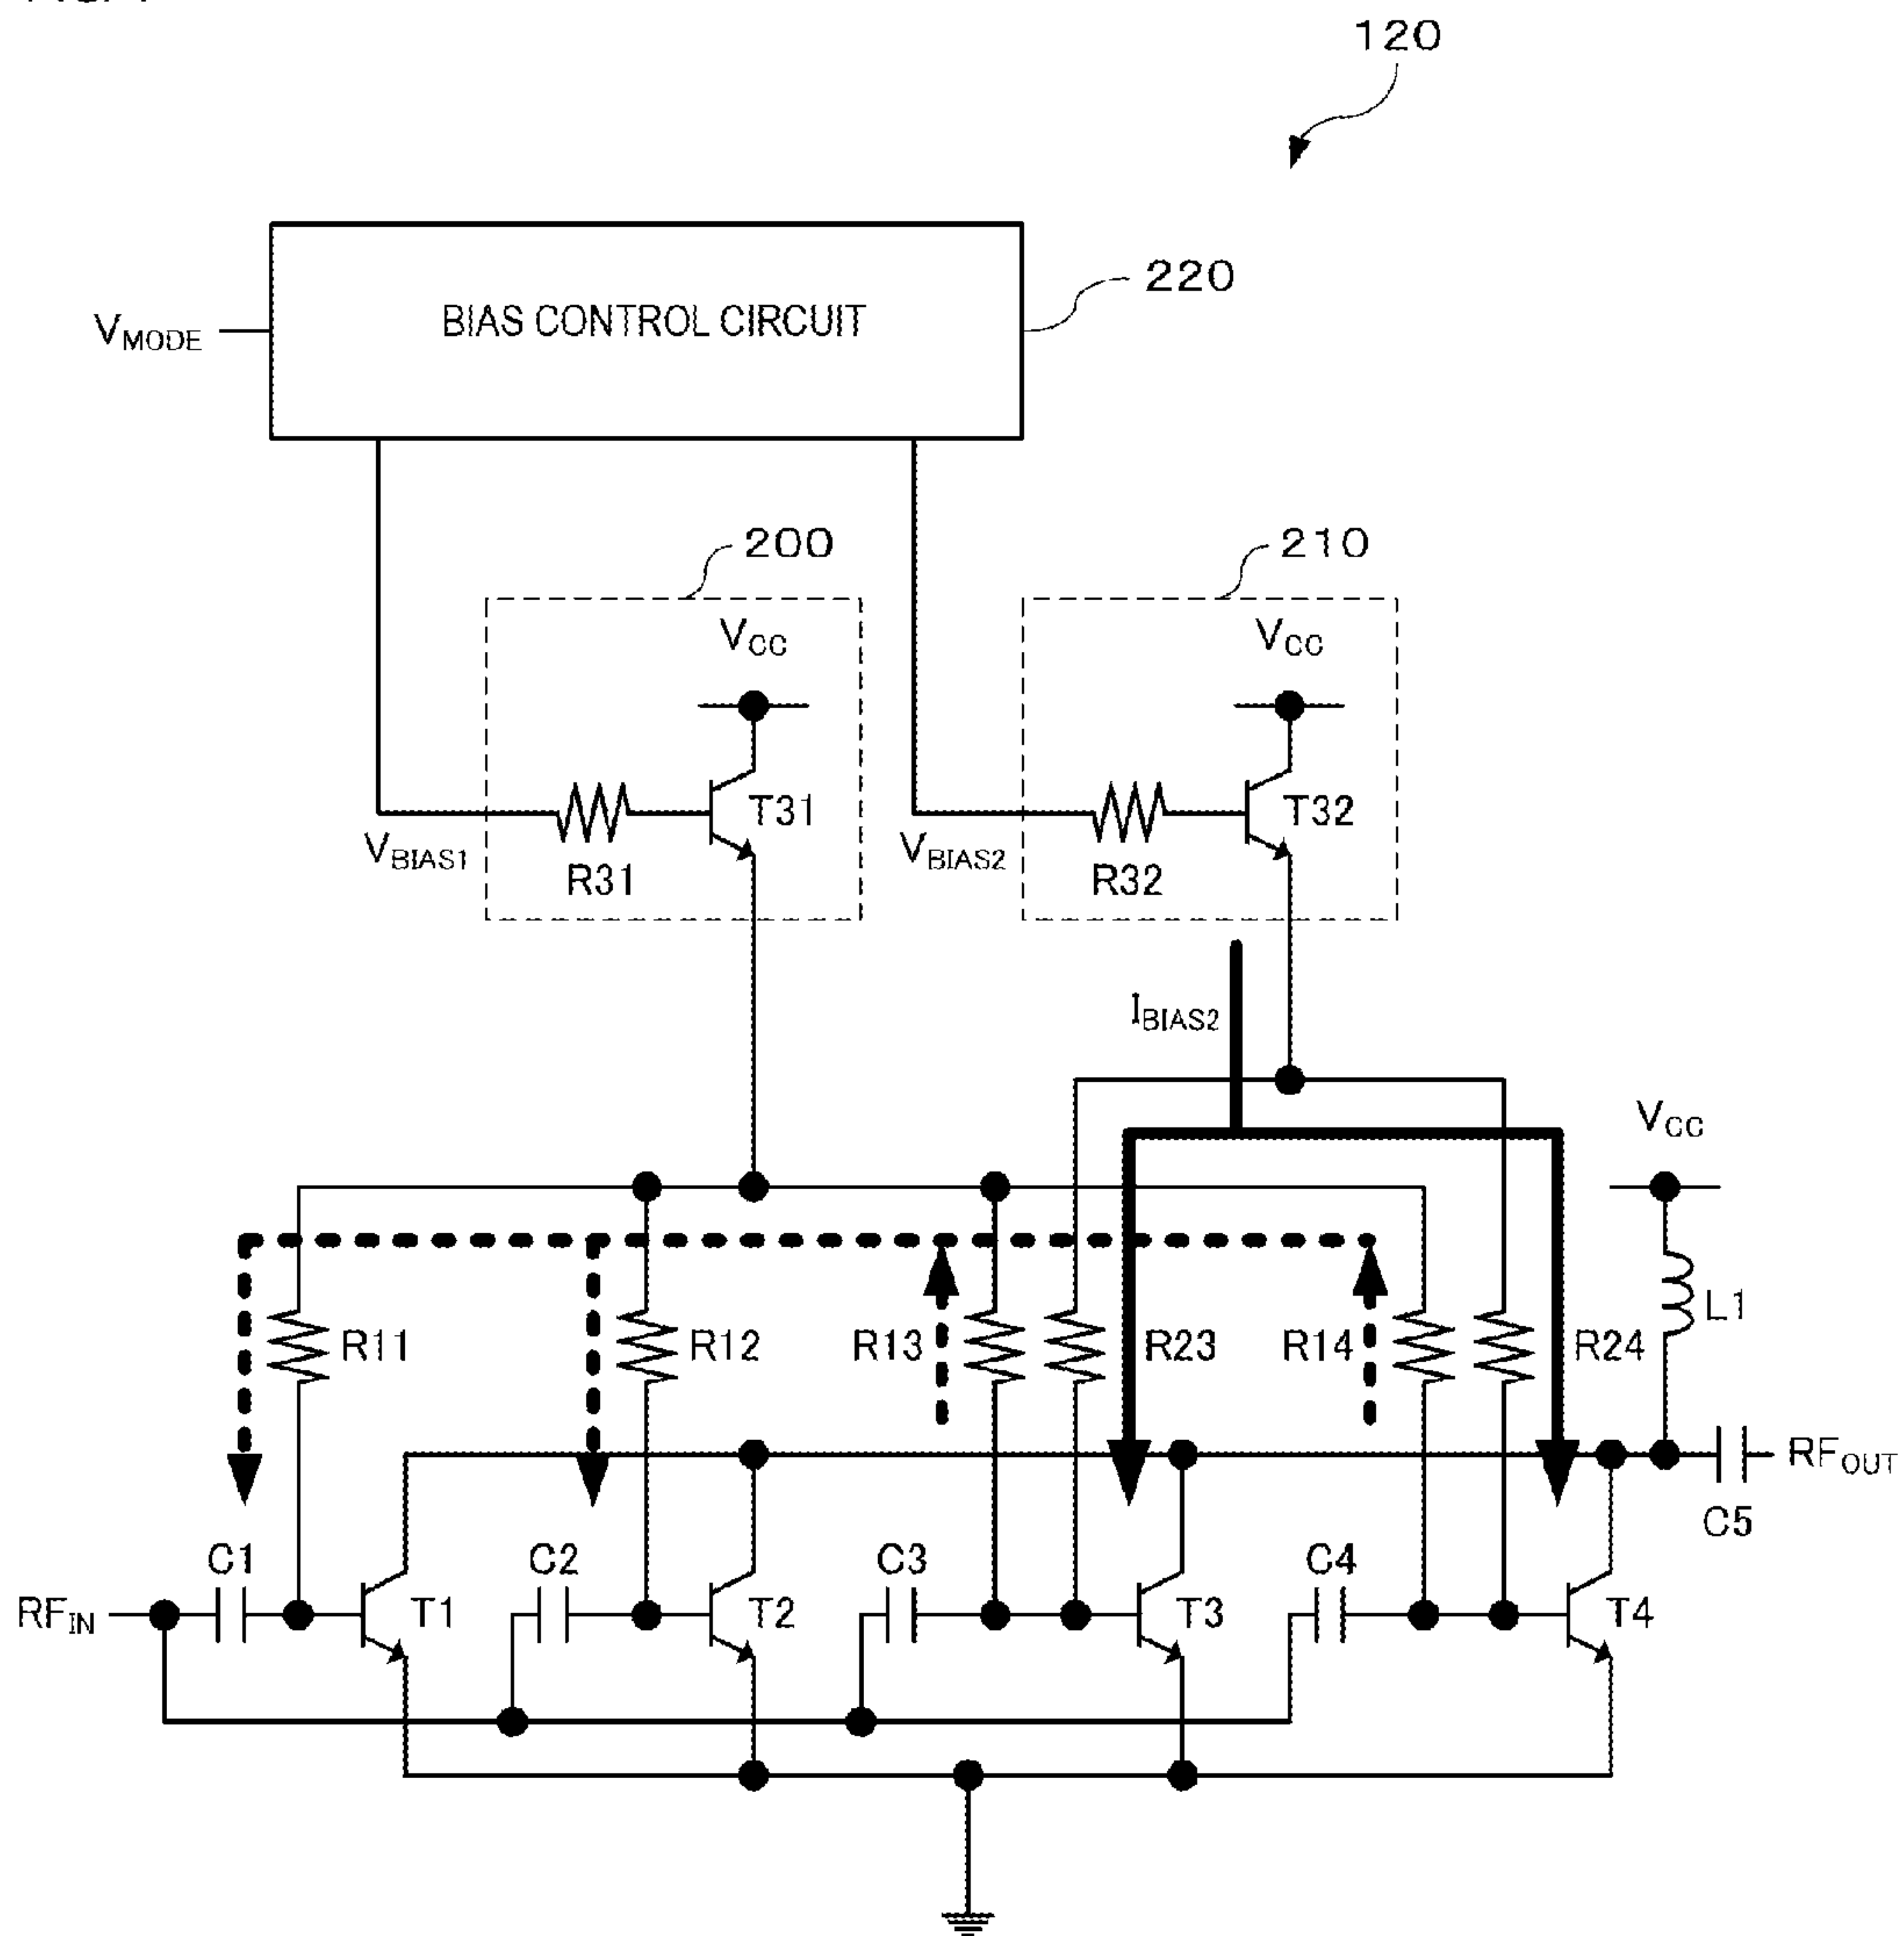 120
BIAS CONTROL CIRCUIT
220
VMODE
200
210
VCC
VCC
T31
T32
VBIAS1
R31
VBIAS2
R32
IBIAS2
VCC
R11
R12
R13
R23
R14
R24
L1
RFOUT
C5
C1
C2
C3
C4
RFIN
T1
T2
T3
T4